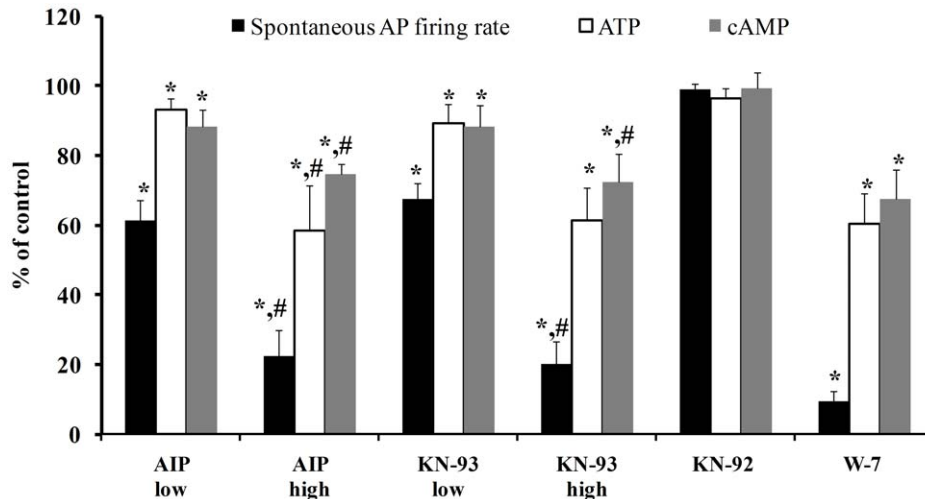 120
100
80
60
40
20
0
% of control
Spontaneous AP firing rate
ATP
cAMP
*
*
*
*,#
*,#
*,#
*
*
*
*,#
*
*,#
*
*
*
AIP
low
AIP
high
KN-93
low
KN-93
high
KN-92
W-7